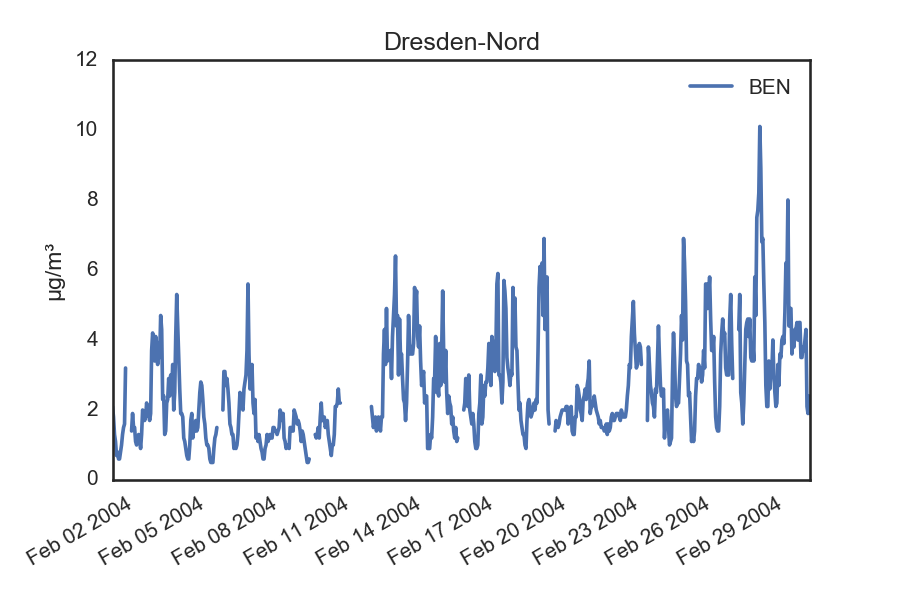 Dresden-Nord
BEN
µg/m³
12
10
8
6
4
2
0
Feb 02 2004
Feb 05 2004
Feb 08 2004
Feb 11 2004
Feb 14 2004
Feb 17 2004
Feb 20 2004
Feb 23 2004
Feb 26 2004
Feb 29 2004